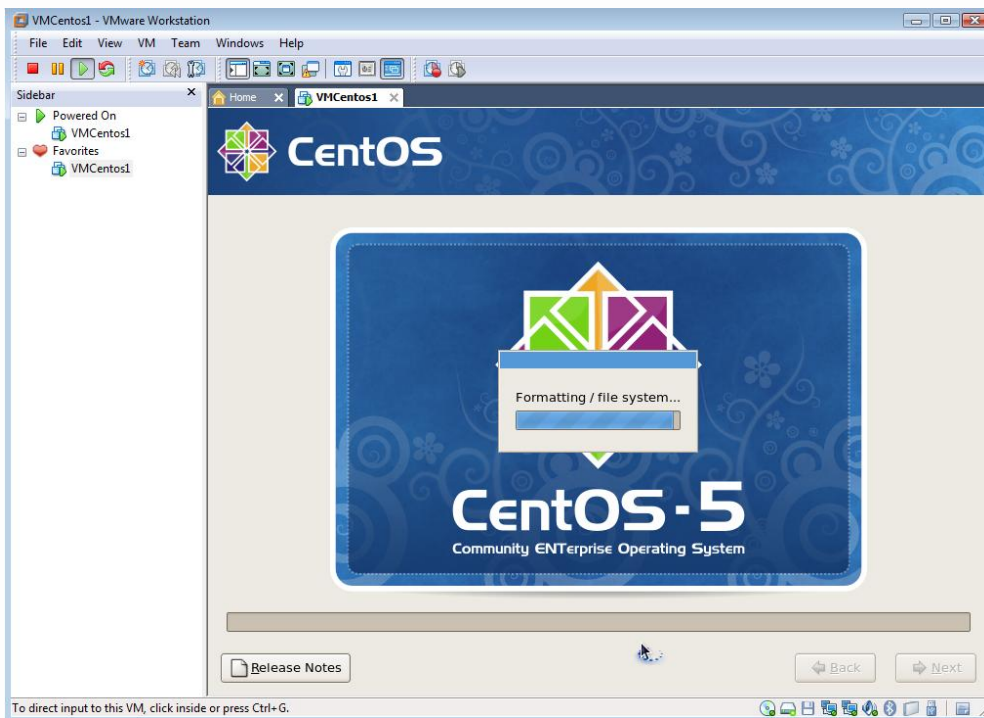 VMCentos1 - VMware Workstation
File Edit View VM Team Windows Help
Sidebar
Powered On
VMCentos1
Favorites
VMCentos1
Home
VMCentos1
CentOS
Formatting / file system...
CentOS-5
Community ENTerprise Operating System
Release Notes
Back
Next
To direct input to this VM, click inside or press Ctrl+G.